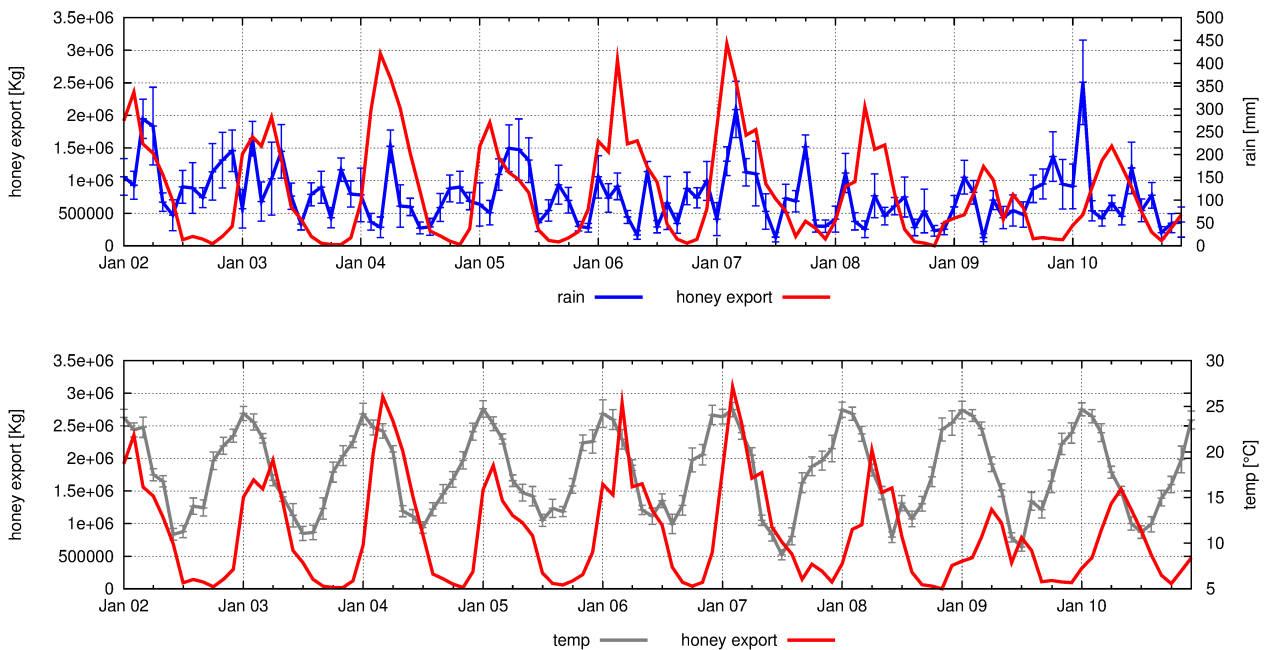 3.5e+06 500
450
3e+06 400
2.5e+06 350
2e+06 300
250
1.5e+06 200
1e+06 150
500000 100
50
0 0
honey export [Kg] rain [mm]
Jan 02 Jan 03 Jan 04 Jan 05 Jan 06 Jan 07 Jan 08 Jan 09 Jan 10
rain honey export
3.5e+06 30
3e+06
2.5e+06 25
2e+06 20
1.5e+06 15
1e+06 10
500000
0 5
honey export [Kg] temp [°C]
Jan 02 Jan 03 Jan 04 Jan 05 Jan 06 Jan 07 Jan 08 Jan 09 Jan 10
temp honey export